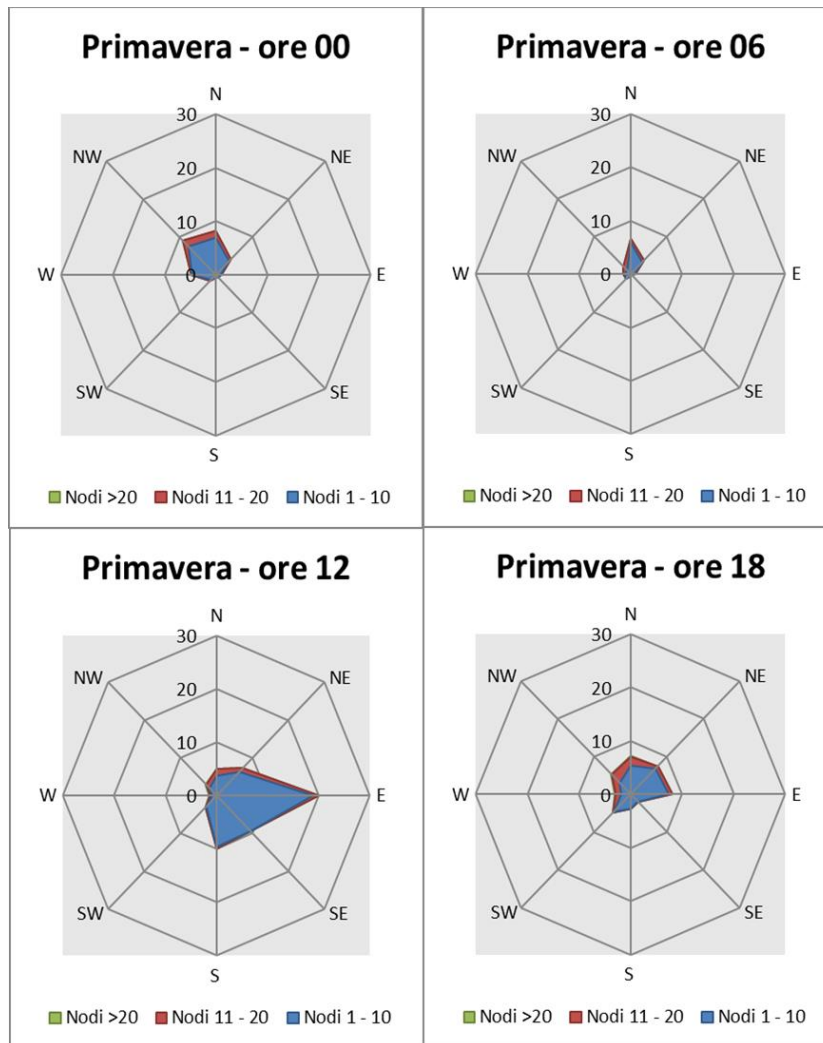 Primavera - ore 00
N
30
NW
NE
20
10
W
0
E
SW
SE
S
Nodi >20 Nodi 11 - 20 Nodi 1 - 10
Primavera - ore 06
N
30
NW
NE
20
10
W
0
E
SW
SE
S
Nodi >20 Nodi 11 - 20 Nodi 1 - 10
Primavera - ore 12
N
30
NW
NE
20
10
W
0
E
SW
SE
S
Nodi >20 Nodi 11 - 20 Nodi 1 - 10
Primavera - ore 18
N
30
NW
NE
20
10
W
0
E
SW
SE
S
Nodi >20 Nodi 11 - 20 Nodi 1 - 10